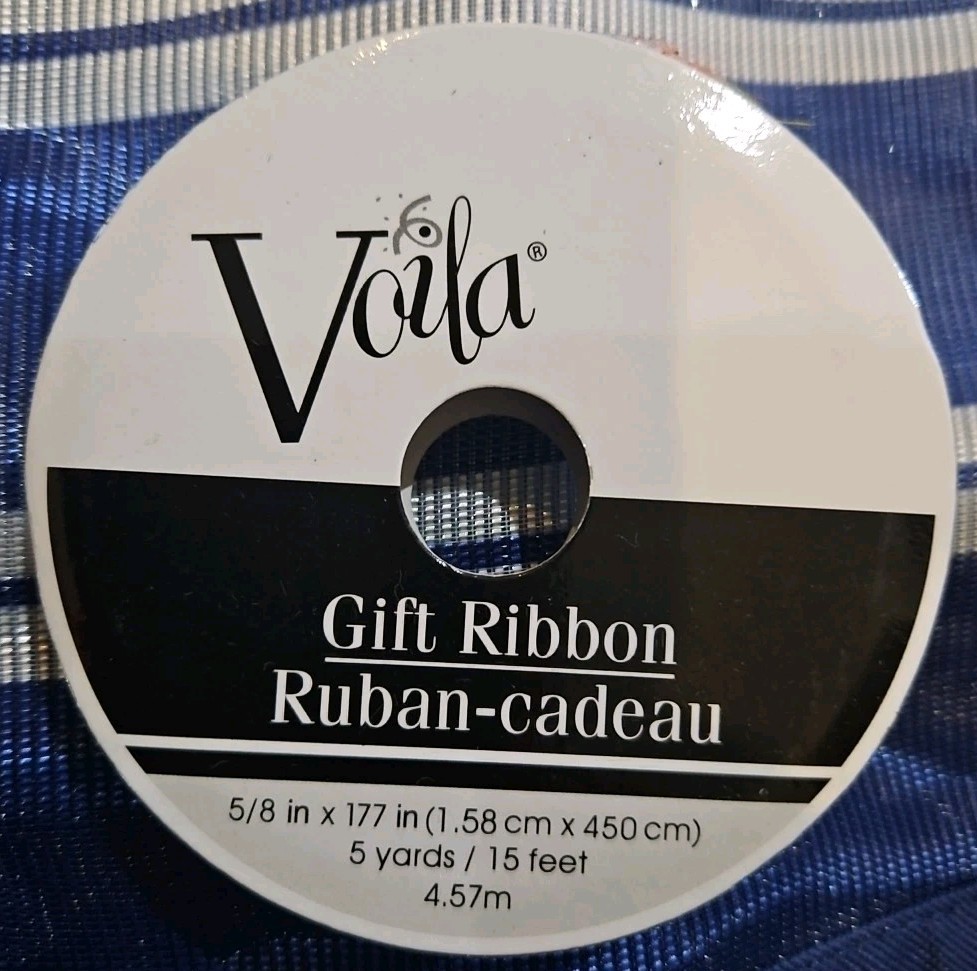 Voila®
Gift Ribbon
Ruban-cadeau
5/8 in x 177 in (1.58 cm x 450 cm)
5 yards / 15 feet
4.57m